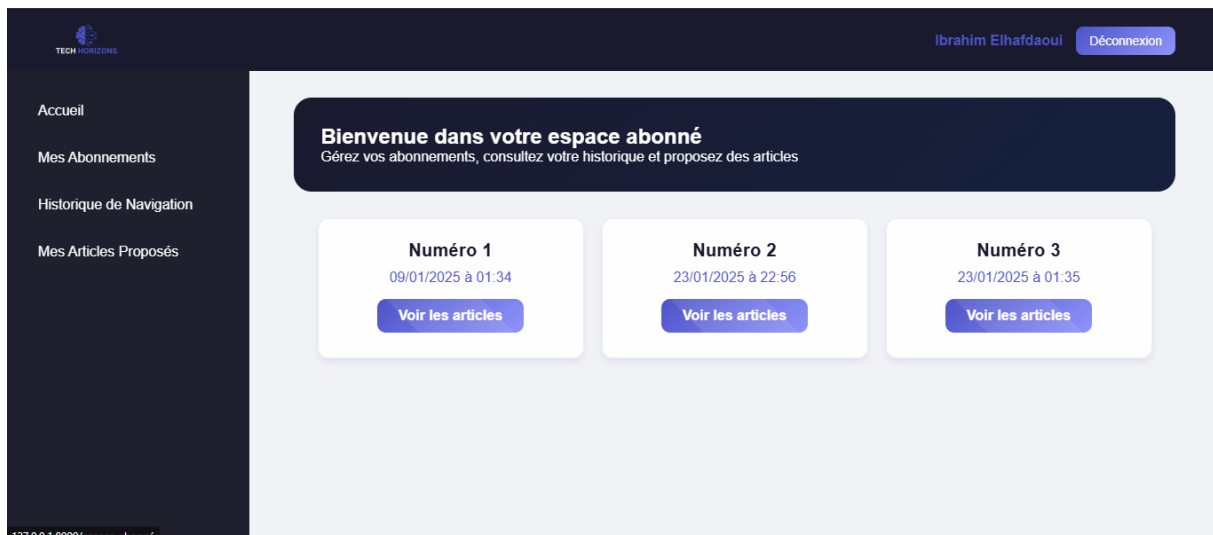 TECH HORIZONS
Ibrahim Elhafdaoui
Déconnexion
Accueil
Mes Abonnements
Historique de Navigation
Mes Articles Proposés
Bienvenue dans votre espace abonné
Gérez vos abonnements, consultez votre historique et proposez des articles
Numéro 1
09/01/2025 à 01:34
Voir les articles
Numéro 2
23/01/2025 à 22:56
Voir les articles
Numéro 3
23/01/2025 à 01:35
Voir les articles